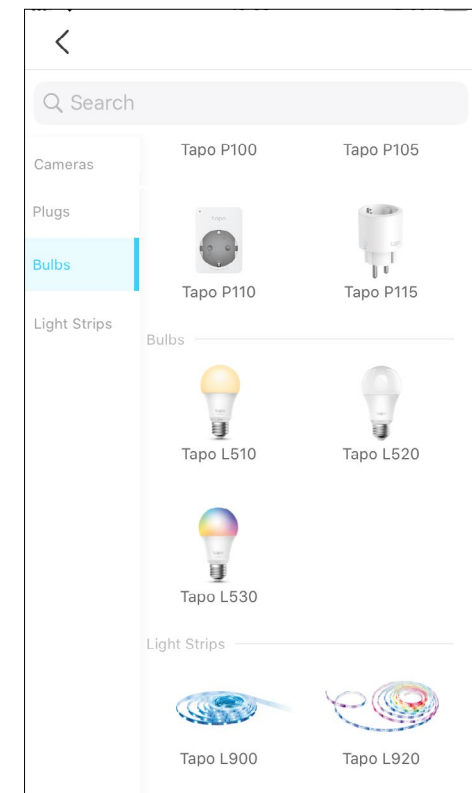 Search
Cameras
Plugs
Bulbs
Light Strips
Tapo P100 Tapo P105
Tapo P110 Tapo P115
Bulbs
Tapo L510 Tapo L520
Tapo L530
Light Strips
Tapo L900 Tapo L920